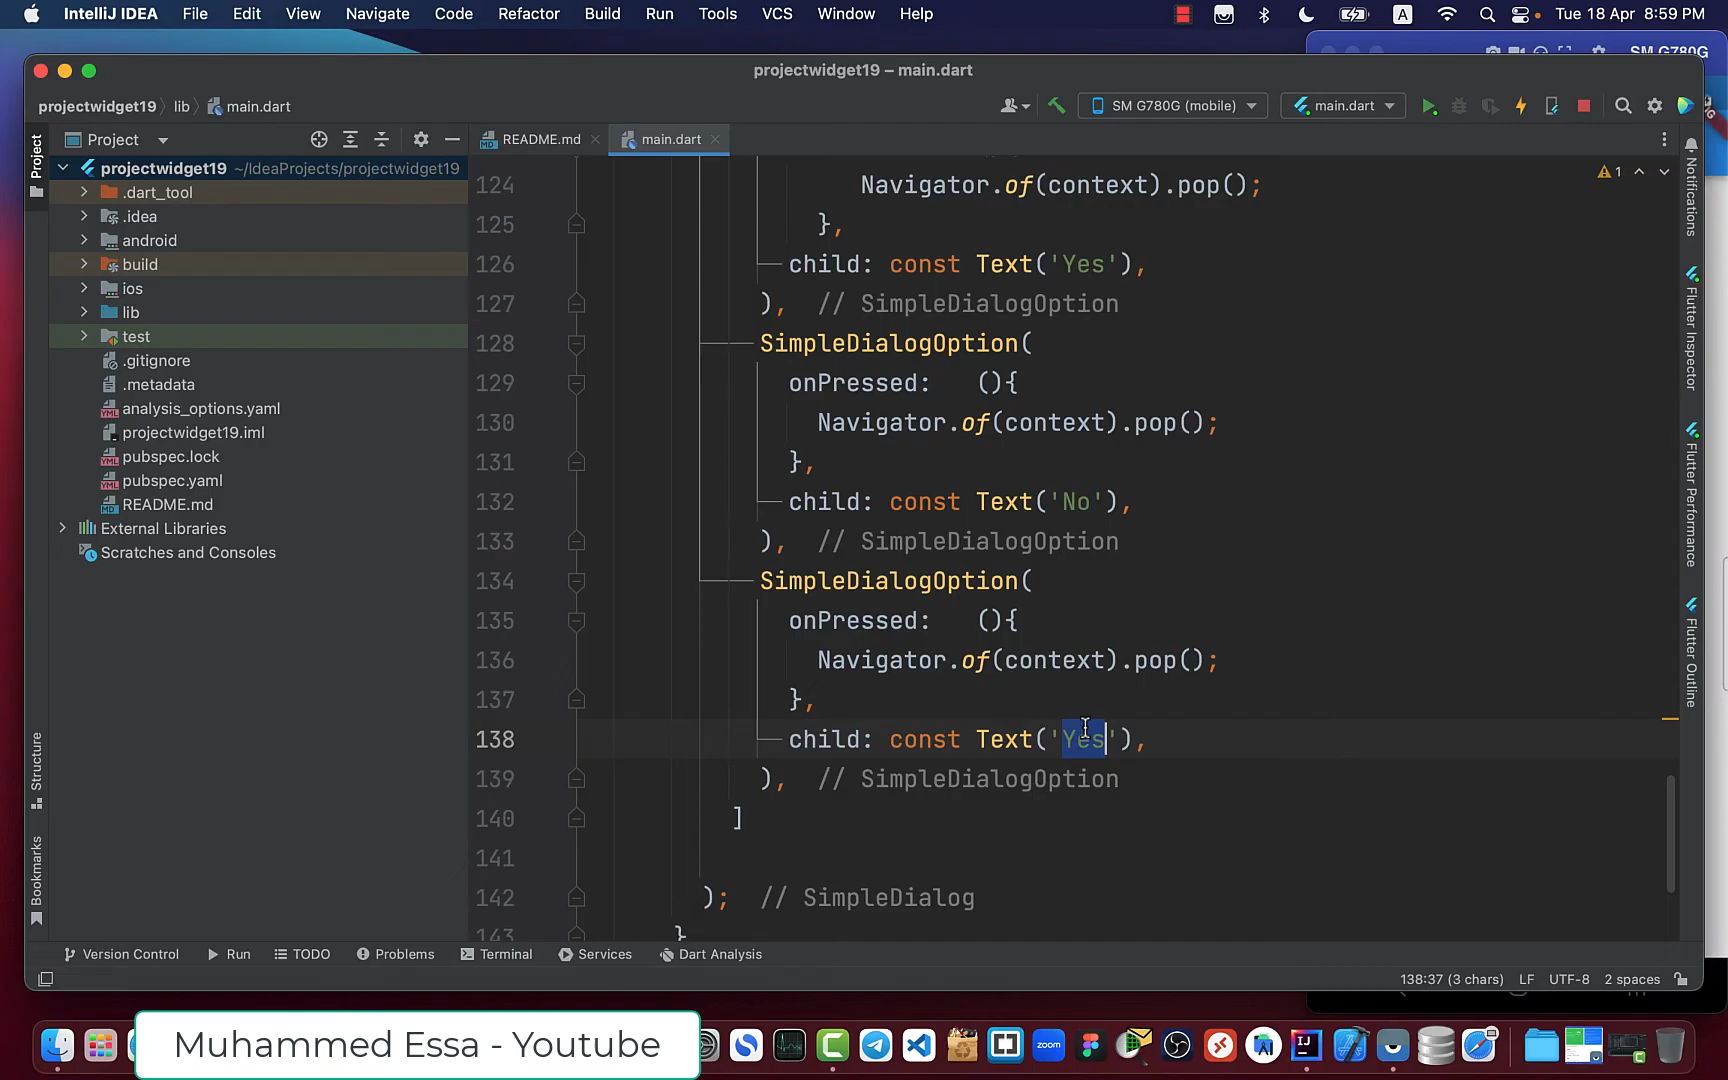 IntelliJ IDEA File Edit View Navigate Code Refactor Build Run Tools VCS Window Help A Tue 18 Apr 8:59 PM
SM G780G
projectwidget19 – main.dart
projectwidget19 lib main.dart SM G780G (mobile) main.dart
Project README.md main.dart
projectwidget19 ~/IdeaProjects/projectwidget19
.dart_tool
.idea
android
build
ios
lib
test
.gitignore
.metadata
analysis_options.yaml
projectwidget19.iml
pubspec.lock
pubspec.yaml
README.md
External Libraries
Scratches and Consoles
Project
Structure
Bookmarks
124 Navigator.of(context).pop();
125 },
126 child: const Text('Yes'),
127 ), // SimpleDialogOption
128 SimpleDialogOption(
129 onPressed: (){
130 Navigator.of(context).pop();
131 },
132 child: const Text('No'),
133 ), // SimpleDialogOption
134 SimpleDialogOption(
135 onPressed: (){
136 Navigator.of(context).pop();
137 },
138 child: const Text('Yes'),
139 ), // SimpleDialogOption
140 ]
141
142 ); // SimpleDialog
143 }
1
Notifications
Flutter Inspector
Flutter Performance
Flutter Outline
Version Control Run TODO Problems Terminal Services Dart Analysis
138:37 (3 chars) LF UTF-8 2 spaces
Muhammed Essa - Youtube
zoom
IJ